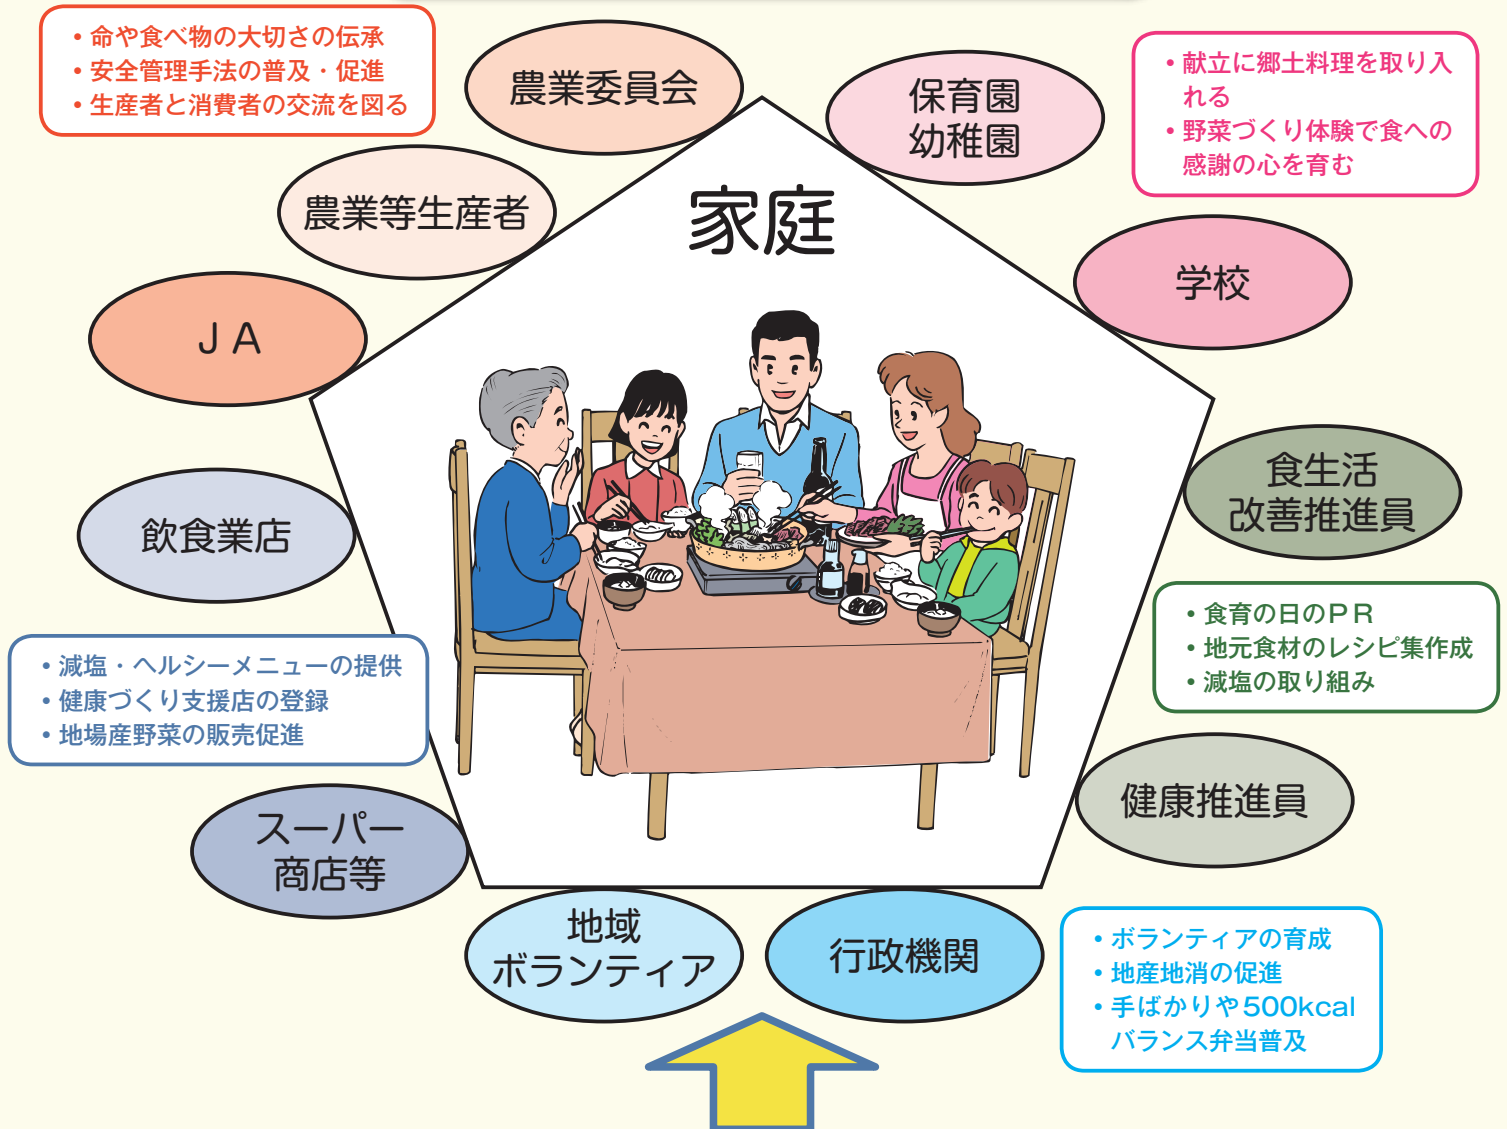 ・命や食べ物の大切さの伝承
・安全管理手法の普及・促進
・生産者と消費者の交流を図る
農業委員会
保育園
幼稚園
・献立に郷土料理を取り入
れる
・野菜づくり体験で食への
感謝の心を育む
農業等生産者
家庭
学校
ＪＡ
食生活
改善推進員
飲食業店
・食育の日のＰＲ
・地元食材のレシピ集作成
・減塩の取り組み
・減塩・ヘルシーメニューの提供
・健康づくり支援店の登録
・地場産野菜の販売促進
健康推進員
スーパー
商店等
地域
ボランティア
行政機関
・ボランティアの育成
・地産地消の促進
・手ばかりや500kcal
バランス弁当普及